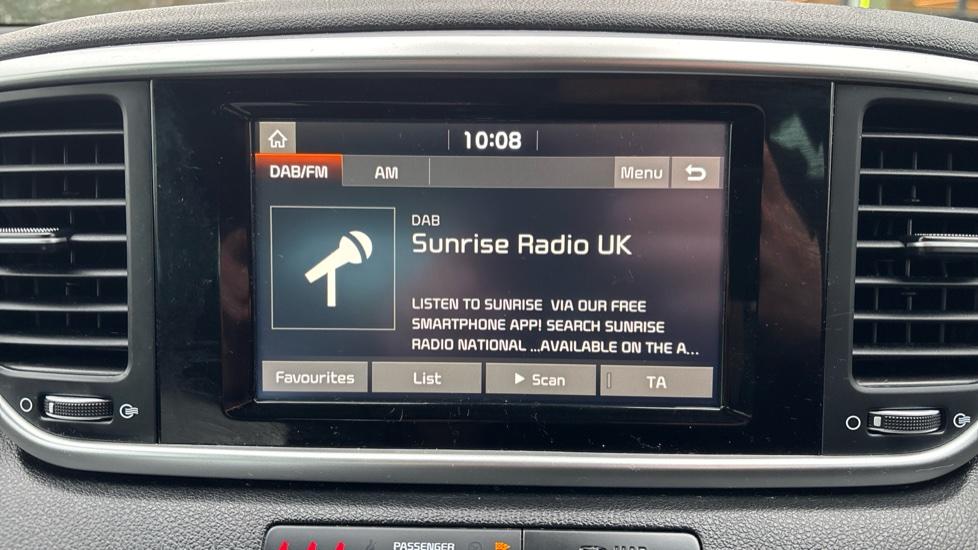 10:08
DAB/FM AM Menu
DAB
Sunrise Radio UK
LISTEN TO SUNRISE VIA OUR FREE
SMARTPHONE APP! SEARCH SUNRISE
RADIO NATIONAL ...AVAILABLE ON THE A...
Favourites List Scan TA
PASSENGER